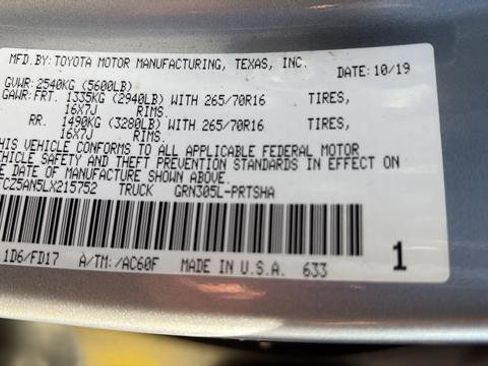 MFD.BY: TOYOTA MOTOR MANUFACTURING, TEXAS, INC.
DATE: 10/19
GVWR: 2540KG (5600LB)
GAWR: FRT. 1335KG (2940LB) WITH 265/70R16 TIRES,
16X7J RIMS.
RR. 1490KG (3280LB) WITH 265/70R16 TIRES,
16X7J RIMS.
THIS VEHICLE CONFORMS TO ALL APPLICABLE FEDERAL MOTOR
VEHICLE SAFETY AND THEFT PREVENTION STANDARDS IN EFFECT ON
DATE OF MANUFACTURE SHOWN ABOVE.
FCZ5AN5LX215752 TRUCK GRN305L-PRTSHA
1D6/FD17 A/TM: /AC60F MADE IN U.S.A. 633 1